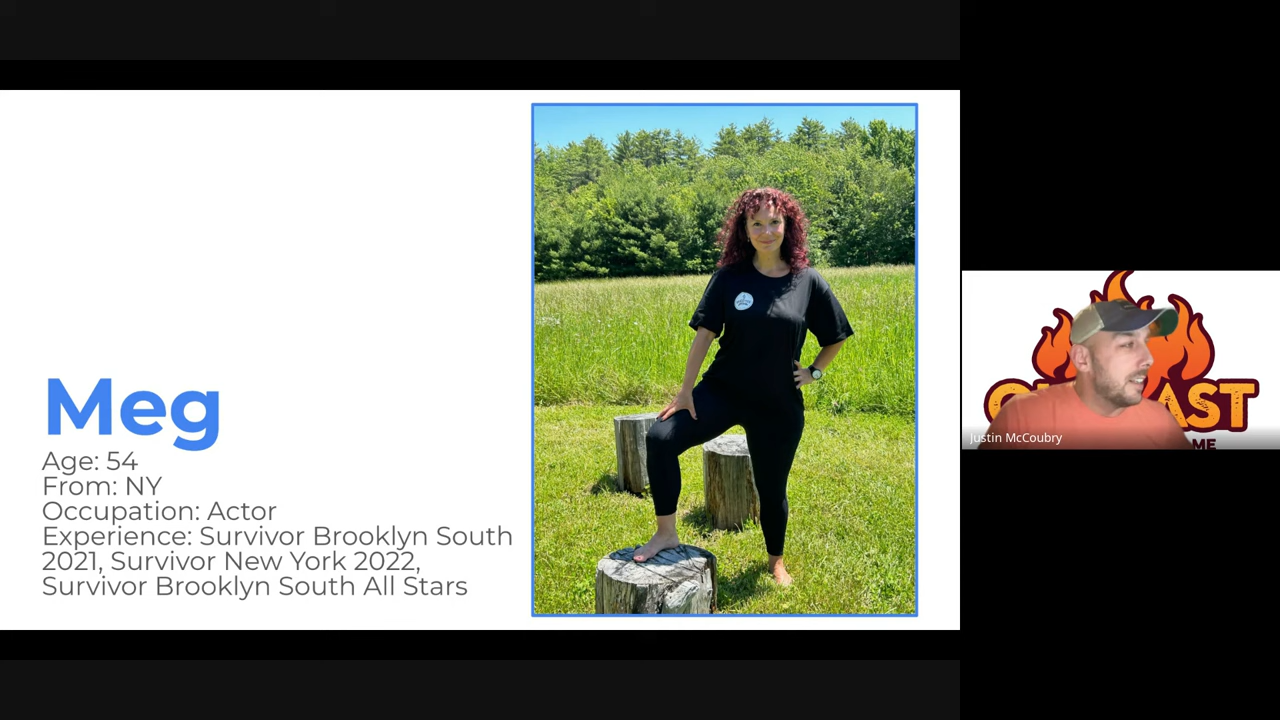 Meg
Age: 54
From: NY
Occupation: Actor
Experience: Survivor Brooklyn South
2021, Survivor New York 2022,
Survivor Brooklyn South All Stars
Justin McCoubry